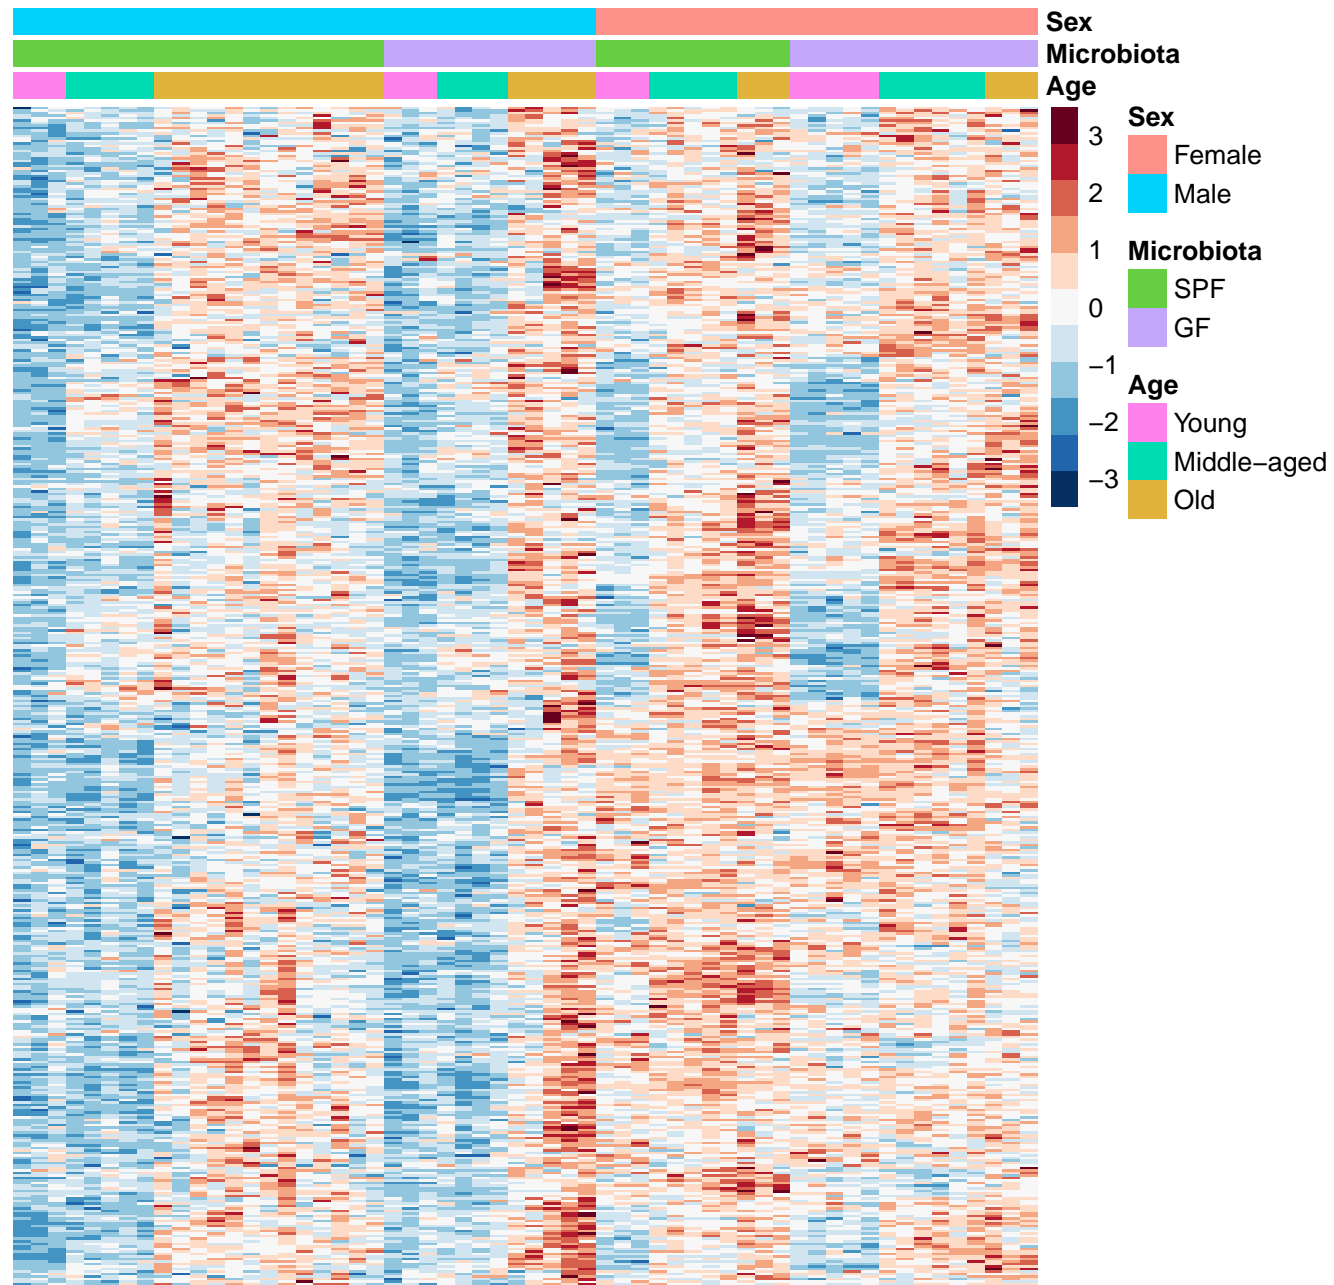 Sex
Microbiota
Age
3
2
1
0
−1
−2
−3
Sex
Female
Male
Microbiota
SPF
GF
Age
Young
Middle−aged
Old